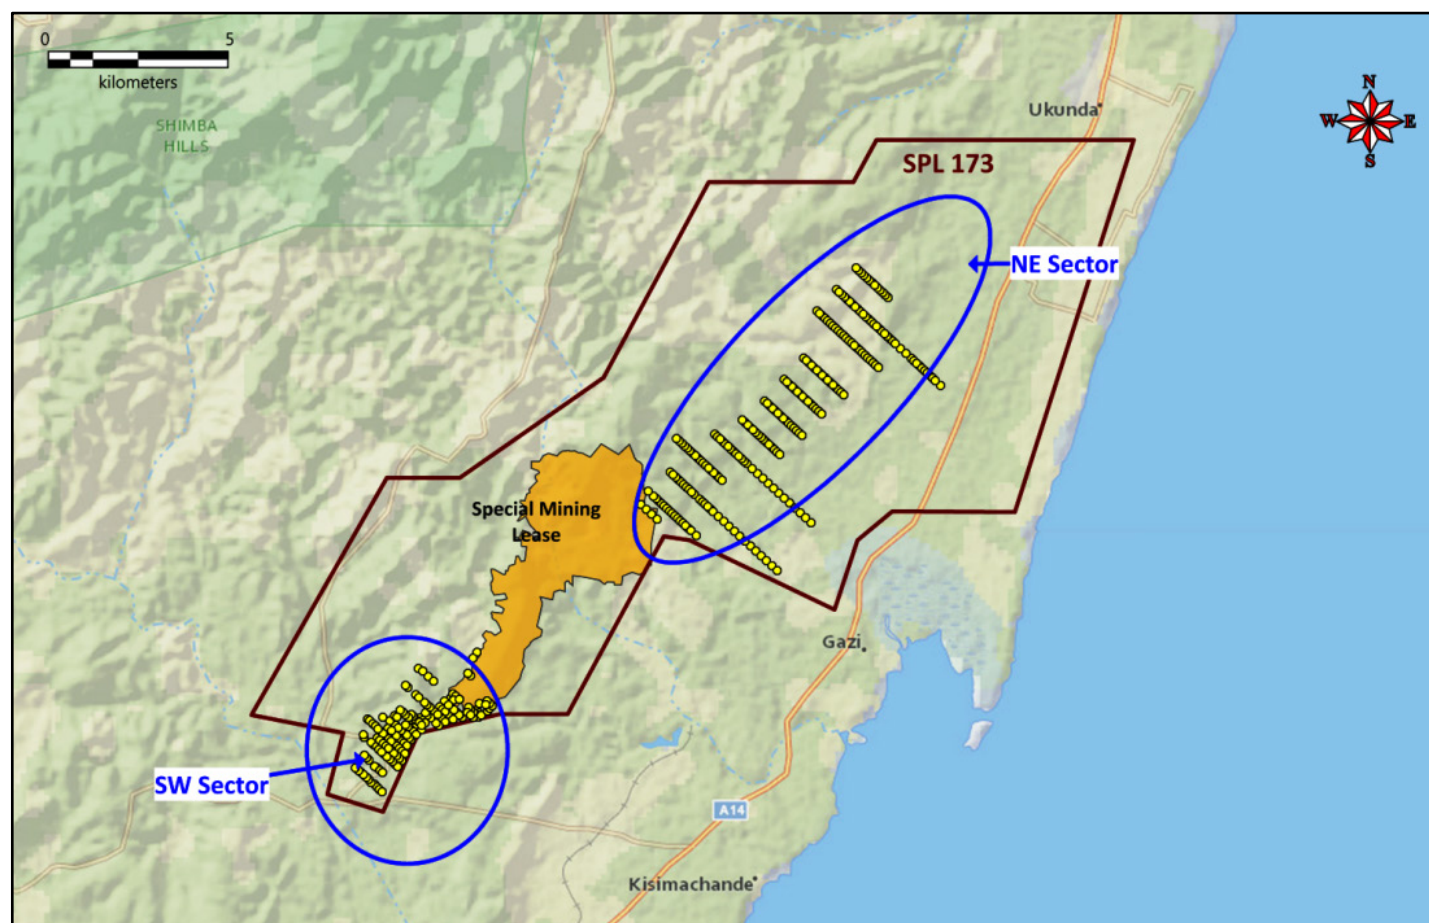 0 5
kilometers
SHIMBA
HILLS
Ukunda
N
W E
S
SPL 173
NE Sector
Special Mining
Lease
Gazi
SW Sector
A14
Kisimachande